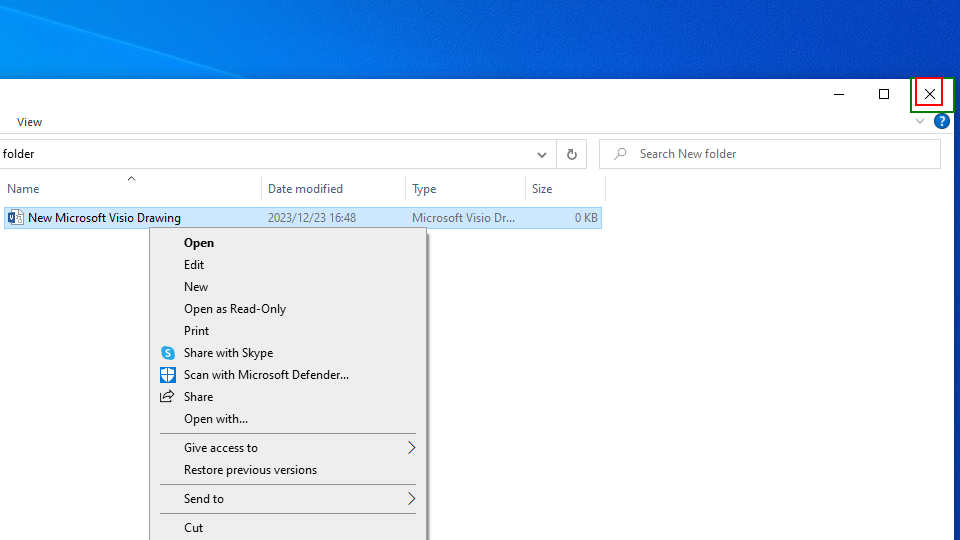 View
?
folder
Search New folder
Name Date modified Type Size
New Microsoft Visio Drawing 2023/12/23 16:48 Microsoft Visio Dr... 0 KB
Open
Edit
New
Open as Read-Only
Print
Share with Skype
Scan with Microsoft Defender...
Share
Open with...
Give access to
Restore previous versions
Send to
Cut